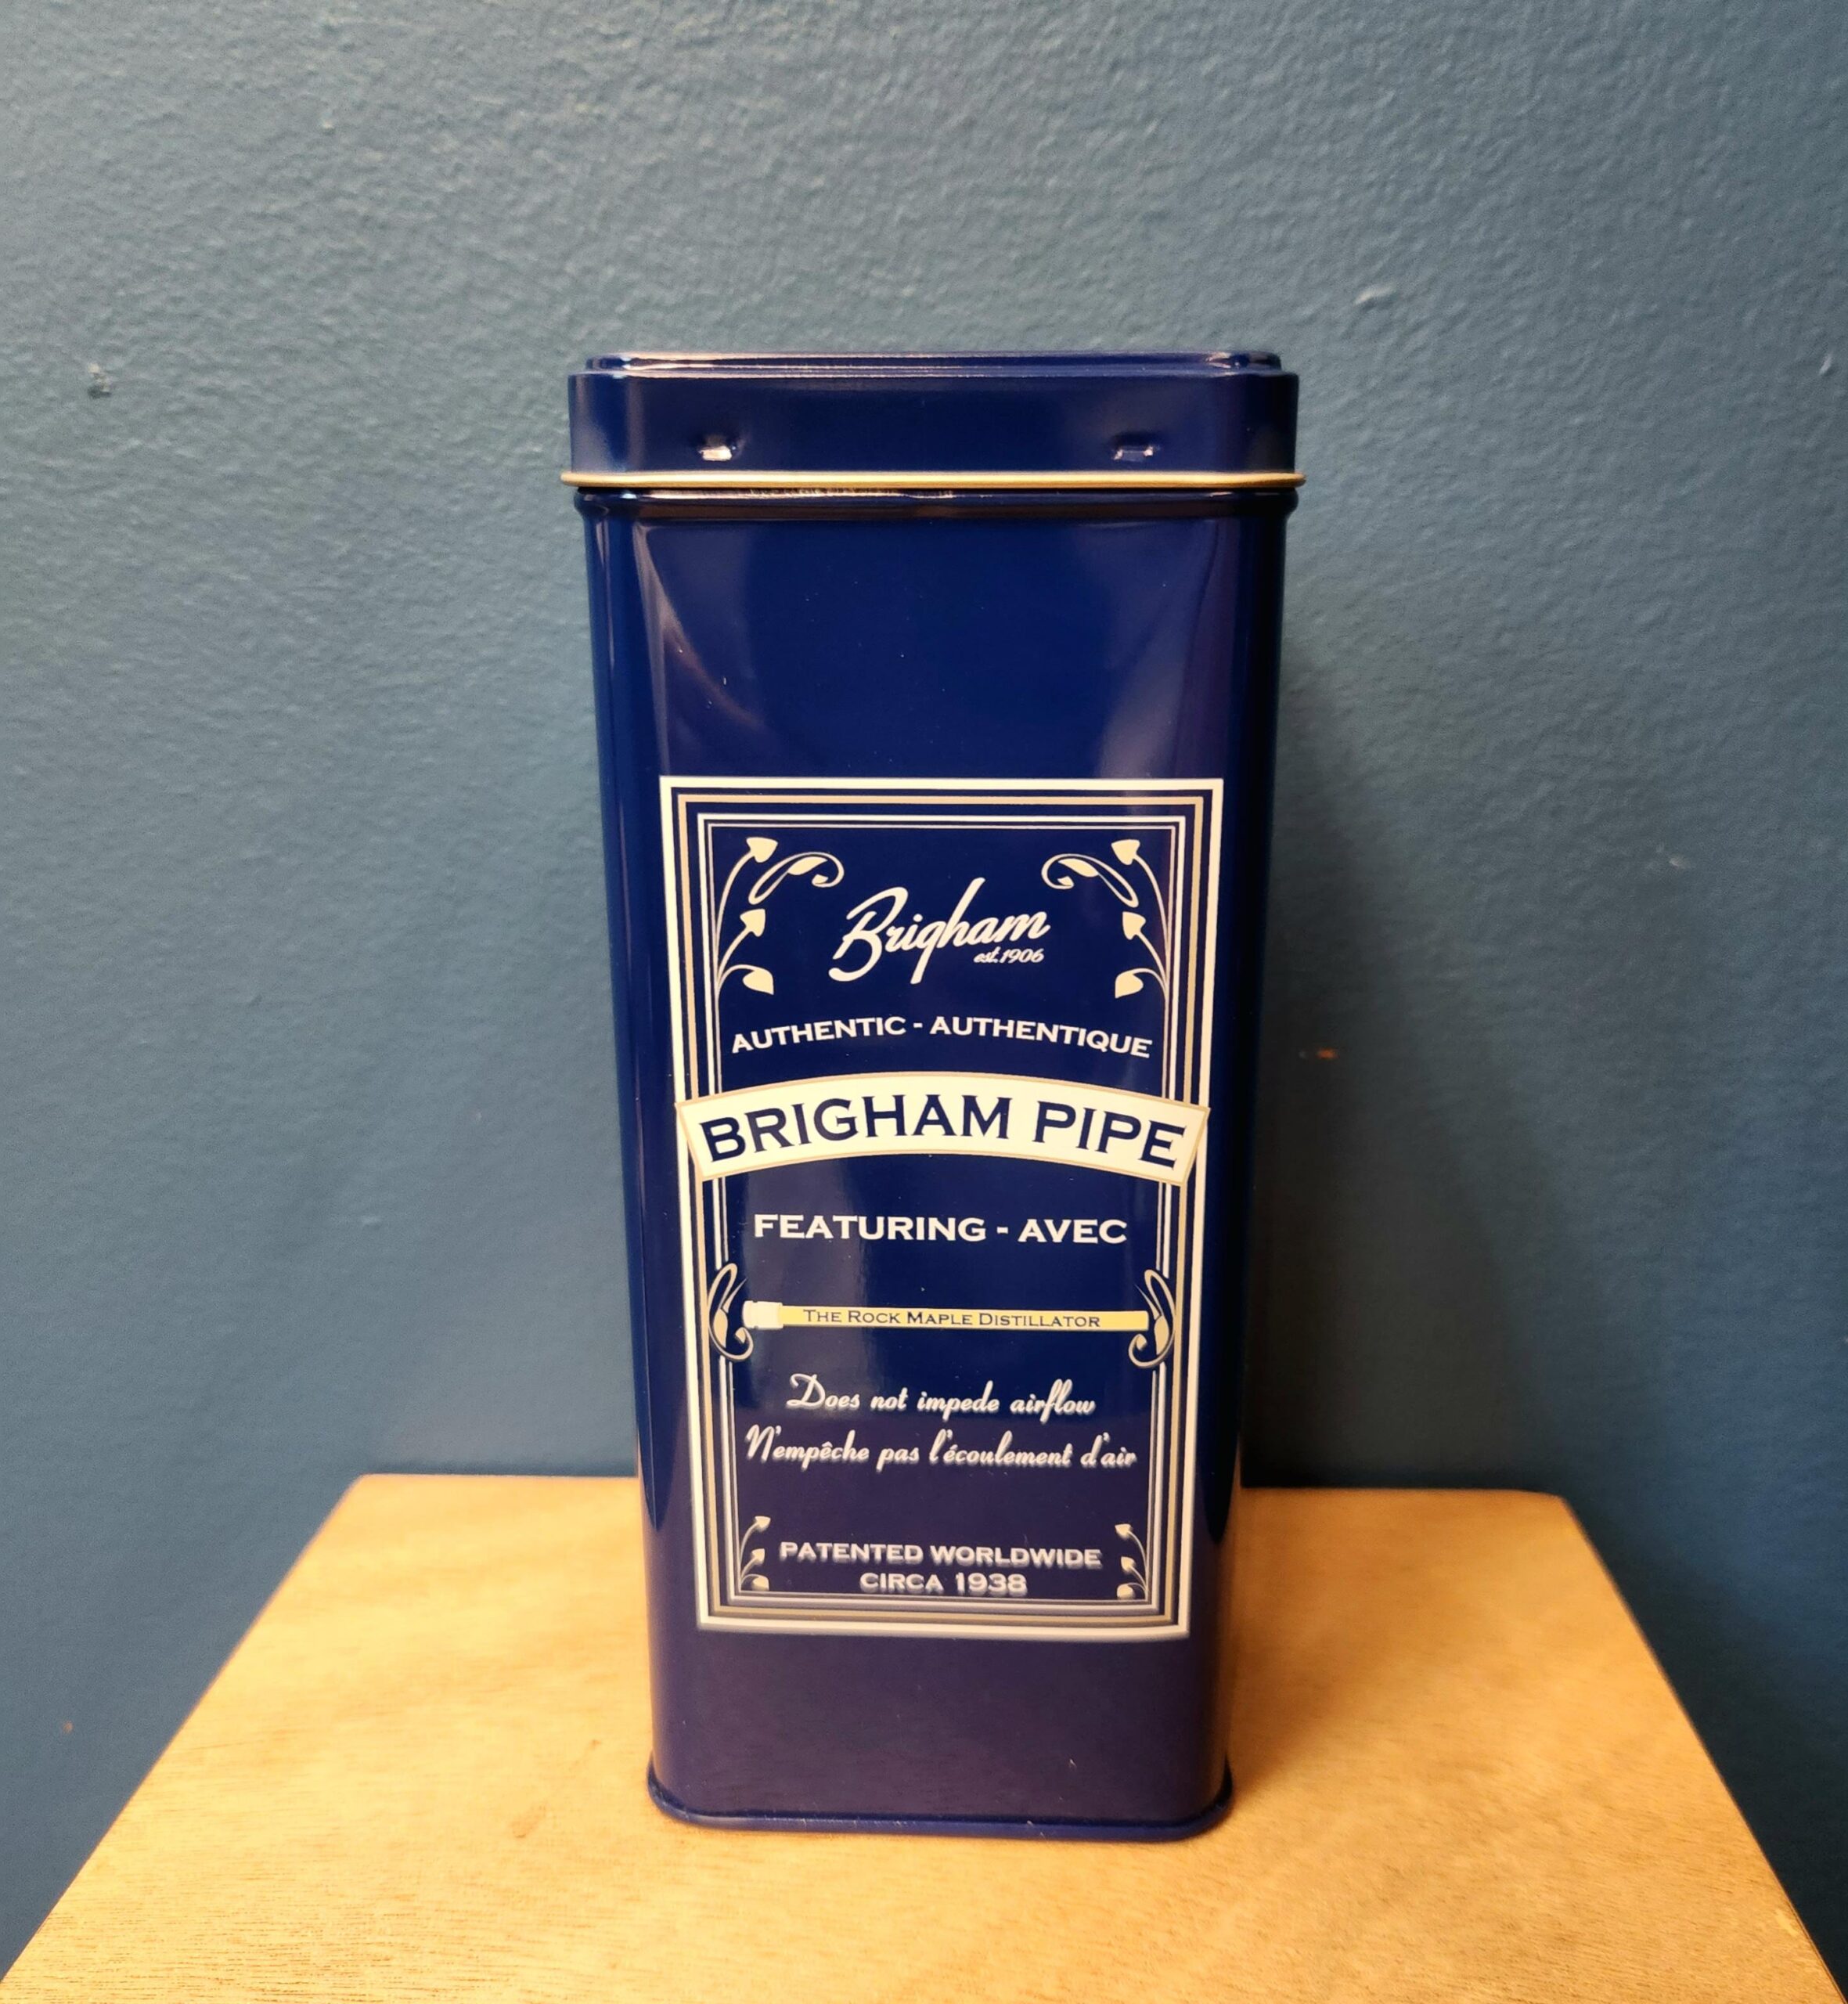 Brigham
est. 1906
AUTHENTIC - AUTHENTIQUE
BRIGHAM PIPE
FEATURING - AVEC
THE ROCK MAPLE DISTILLATOR
Does not impede airflow
N'empêche pas l'écoulement d'air
PATENTED WORLDWIDE
CIRCA 1938